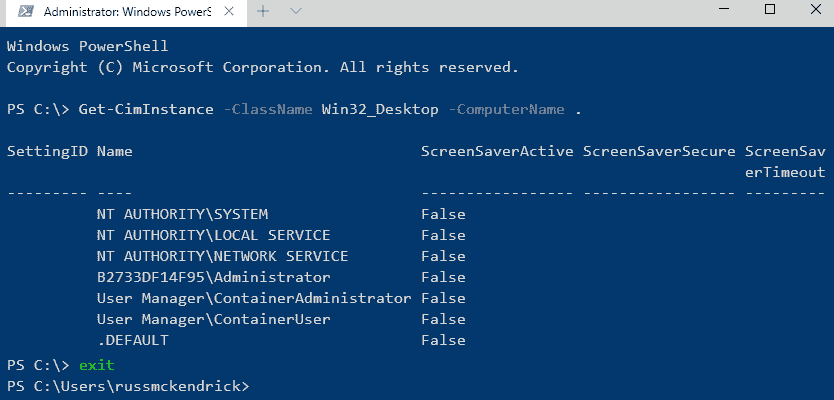 Administrator: Windows PowerS
Windows PowerShell
Copyright (C) Microsoft Corporation. All rights reserved.
PS C:\> Get-CimInstance -ClassName Win32_Desktop -ComputerName .
SettingID Name                                ScreenSaverActive ScreenSaverSecure ScreenSav
                                                                                  erTimeout
--------- ----                                ----------------- ----------------- ---------
          NT AUTHORITY\SYSTEM                 False
          NT AUTHORITY\LOCAL SERVICE          False
          NT AUTHORITY\NETWORK SERVICE        False
          B2733DF14F95\Administrator          False
          User Manager\ContainerAdministrator False
          User Manager\ContainerUser          False
          .DEFAULT                            False
PS C:\> exit
PS C:\Users\russmckendrick>